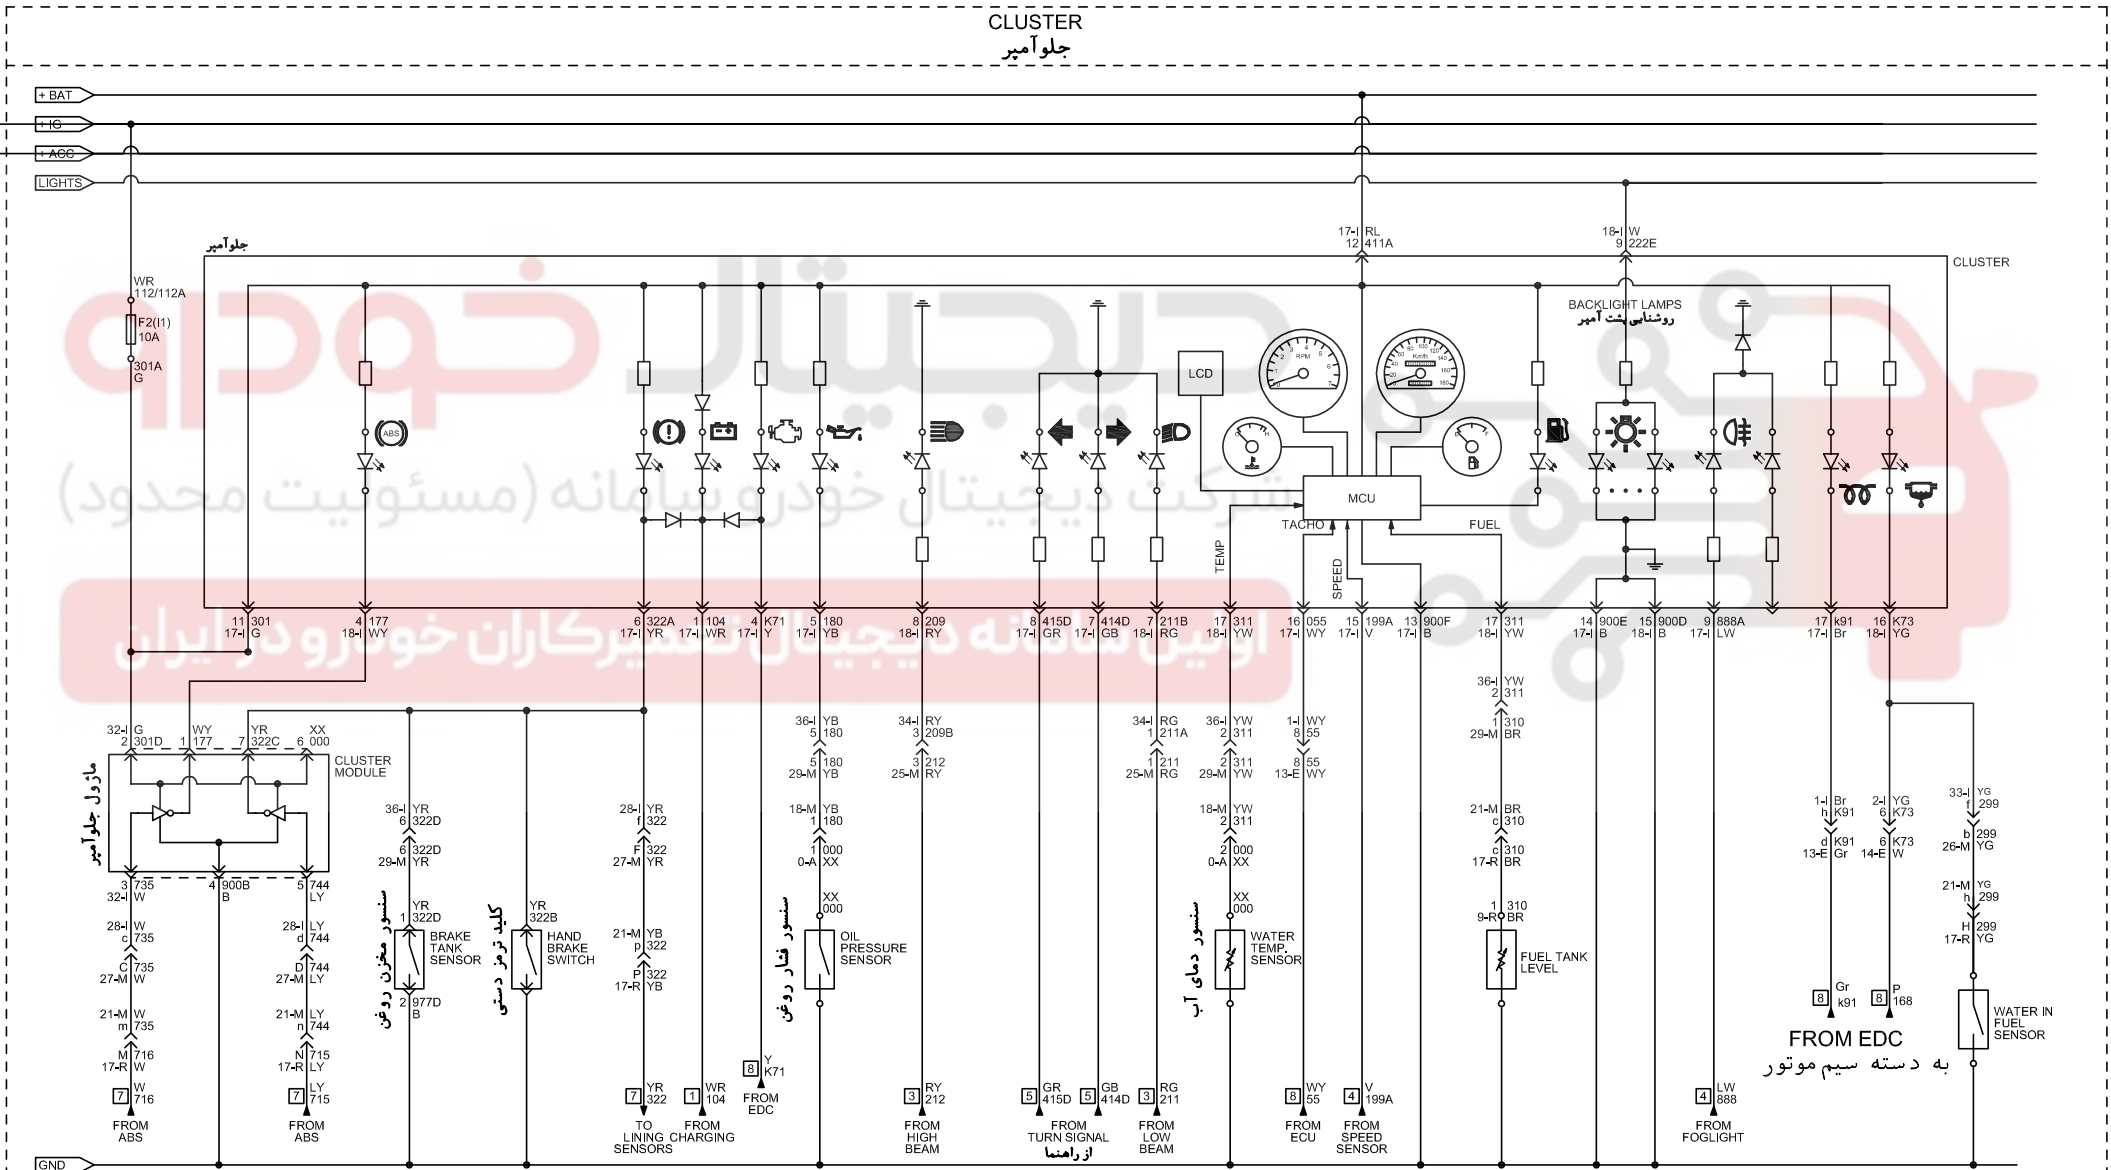 CLUSTER
جلوآمپر
+ BAT
+ IG
+ ACC
LIGHTS
17-I RL
12 411A
18-I W
9 222E
جلوآمپر
CLUSTER
WR
112/112A
F2(I1)
10A
301A
G
BACKLIGHT LAMPS
روشنایی پشت آمپر
دیجیتال خودرو
LCD
RPM
Km/h
ABS
MCU
شرکت دیجیتال خودرو سامانه (مسئولیت محدود)
TACHO
FUEL
TEMP
SPEED
اولین سامانه دیجیتال تعمیرکاران خودرو در ایران
11 301
17-I G
4 177
18-I WY
6 322A
17-I YR
1 104
17-I WR
4 K71
17-I Y
5 180
17-I YB
8 209
18-I RY
8 415D
17-I GR
7 414D
17-I GB
7 211B
18-I RG
17 311
18-I YW
16 055
17-I WY
15 199A
17-I V
13 900F
17-I B
17 311
18-I YW
14 900E
17-I B
15 900D
18-I B
9 888A
17-I LW
17 k91
18-I Br
16 K73
18-I YG
36-I YW
2 311
1 310
29-M BR
32-I G
2 301D
WY
1 177
YR
7 322C
XX
6 000
CLUSTER
MODULE
ماژول جلوآمپر
36-I YB
5 180
5 180
29-M YB
34-I RY
3 209B
3 212
25-M RY
34-I RG
1 211A
1 211
25-M RG
36-I YW
2 311
2 311
29-M YW
1-I WY
8 55
8 55
13-E WY
36-I YR
6 322D
6 322D
29-M YR
28-I YR
f 322
F 322
27-M YR
18-M YB
1 180
1 000
0-A XX
18-M YW
2 311
2 000
0-A XX
21-M BR
c 310
c 310
17-R BR
1-I Br
h K91
d K91
13-E Gr
2-I YG
6 K73
6 K73
14-E W
33-I YG
f 299
b 299
26-M YG
3 735
32-I W
4 900B
B
5 744
LY
28-I W
c 735
C 735
27-M W
28-I LY
d 744
D 744
27-M LY
YR
1 322D
BRAKE
TANK
SENSOR
سنسور مخزن روغن
2 977D
B
YR
322B
HAND
BRAKE
SWITCH
کلید ترمز دستی
21-M YB
p 322
P 322
17-R YB
XX
000
OIL
PRESSURE
SENSOR
سنسور فشار روغن
XX
000
WATER
TEMP.
SENSOR
سنسور دمای آب
1 310
9-R BR
FUEL TANK
LEVEL
21-M YG
h 299
H 299
17-R YG
21-M W
m 735
M 716
17-R W
21-M LY
n 744
N 715
17-R LY
8
Gr
k91
8
P
168
WATER IN
FUEL
SENSOR
FROM EDC
به دسته سیم موتور
7
W
716
FROM
ABS
7
LY
715
FROM
ABS
7
YR
322
TO
LINING
SENSORS
1
WR
104
FROM
CHARGING
8
Y
K71
FROM
EDC
3
RY
212
FROM
HIGH
BEAM
5
GR
415D
5
GB
414D
FROM
TURN SIGNAL
از راهنما
3
RG
211
FROM
LOW
BEAM
8
WY
55
FROM
ECU
4
V
199A
FROM
SPEED
SENSOR
4
LW
888
FROM
FOGLIGHT
GND